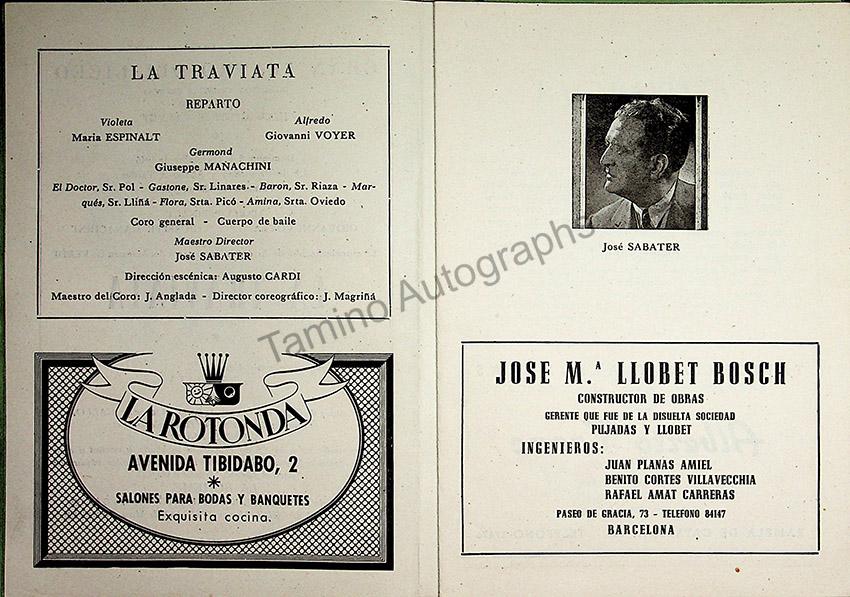 LA TRAVIATA
REPARTO
Violeta
Maria ESPINALT
Alfredo
Giovanni VOYER
Germond
Giuseppe MANACHINI
El Doctor, Sr. Pol - Gastone, Sr. Linares. - Baron, Sr. Riaza - Mar-
qués, Sr. Lliñá - Flora, Srta. Picó - Amina, Srta. Oviedo
Coro general - Cuerpo de baile
Maestro Director
José SABATER
Dirección escénica: Augusto CARDI
Maestro del Coro: J. Anglada - Director coreográfico: J. Magriñá
LA ROTONDA
AVENIDA TIBIDABO, 2
*
SALONES PARA BODAS Y BANQUETES
Exquisita cocina.
José SABATER
JOSE M.ª LLOBET BOSCH
CONSTRUCTOR DE OBRAS
GERENTE QUE FUE DE LA DISUELTA SOCIEDAD
PUJADAS Y LLOBET
INGENIEROS:
JUAN PLANAS AMIEL
BENITO CORTES VILLAVECCHIA
RAFAEL AMAT CARRERAS
PASEO DE GRACIA, 73 - TELEFONO 84147
BARCELONA
Tamino Autographs